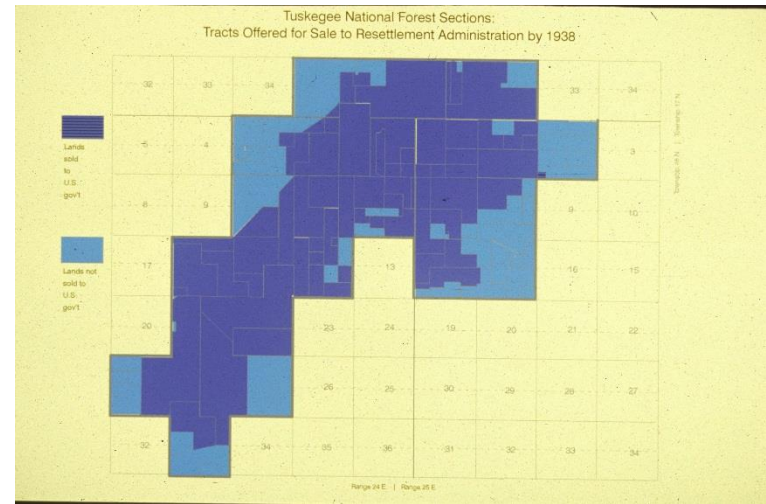 Tuskegee National Forest Sections:
Tracts Offered for Sale to Resettlement Administration by 1938
32 33 34 33 34
Lands
sold
to
U.S.
gov't
5 4 3
8 9 9 10
Lands not
sold to
U.S.
gov't
17 13 16 15
20 23 24 19 20 21 22
26 25 30 29 28 27
32 34 35 36 31 32 33 34
Range 24 E. | Range 25 E.